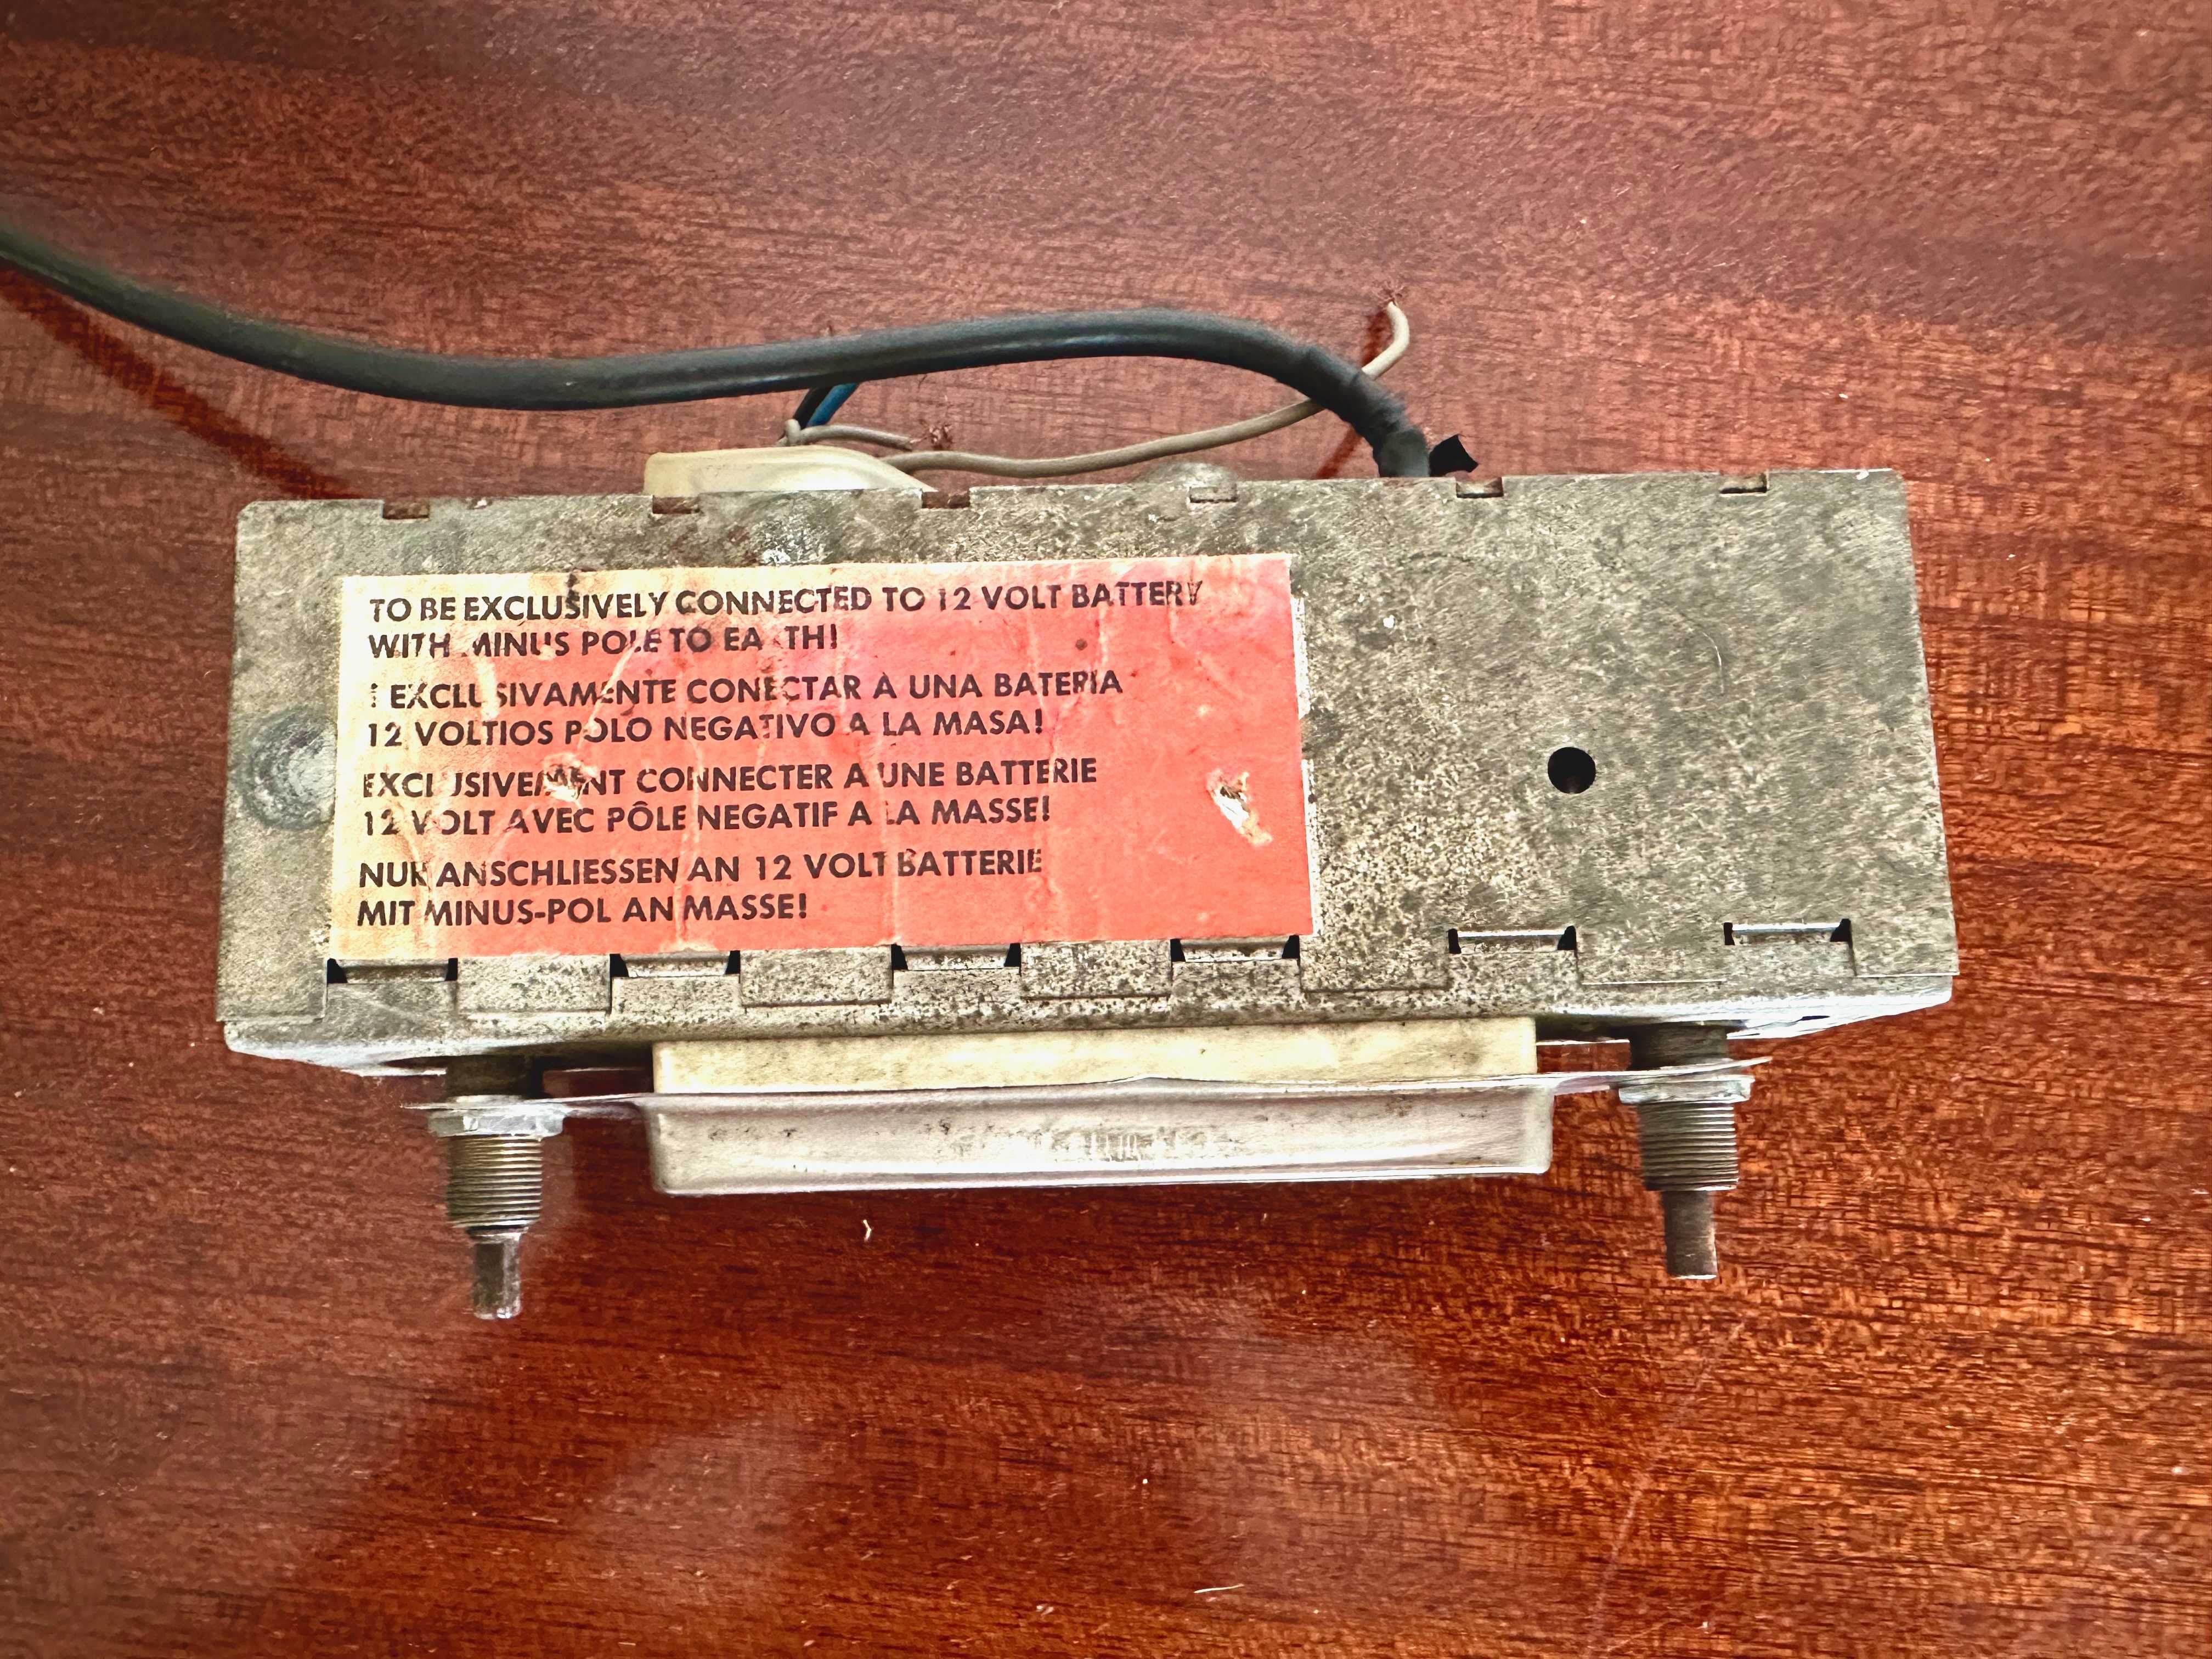 TO BE EXCLUSIVELY CONNECTED TO 12 VOLT BATTERY
WITH MINUS POLE TO EARTH!
¡ EXCLUSIVAMENTE CONECTAR A UNA BATERIA
12 VOLTIOS POLO NEGATIVO A LA MASA!
EXCLUSIVEMENT CONNECTER A UNE BATTERIE
12 VOLT AVEC PÔLE NEGATIF A LA MASSE!
NUR ANSCHLIESSEN AN 12 VOLT BATTERIE
MIT MINUS-POL AN MASSE!